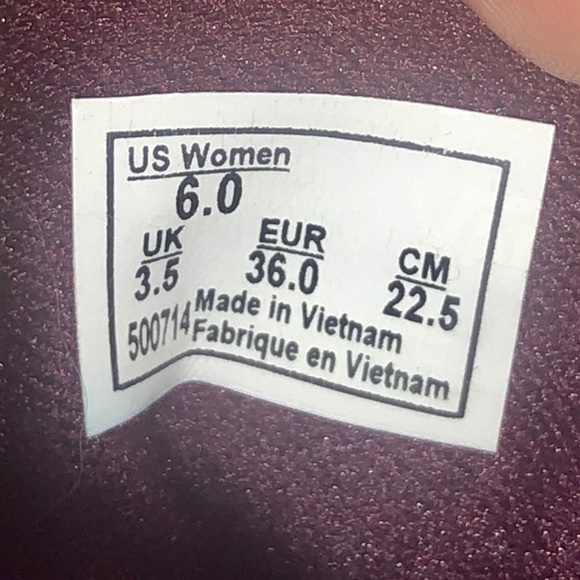 US Women
6.0
UK EUR CM
3.5 36.0 22.5
Made in Vietnam
500714 Fabrique en Vietnam